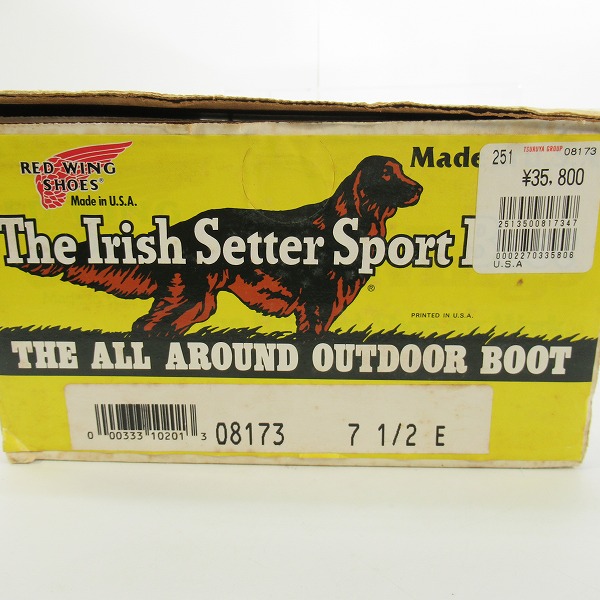 RED WING
SHOES®
Made in U.S.A.
Made
251 TSURUYA GROUP 08173
¥35,800
2513500817347
0002270335806
U.S.A
The Irish Setter Sport
®
PRINTED IN U.S.A.
THE ALL AROUND OUTDOOR BOOT
0 00333 10201 3 08173 7 1/2 E